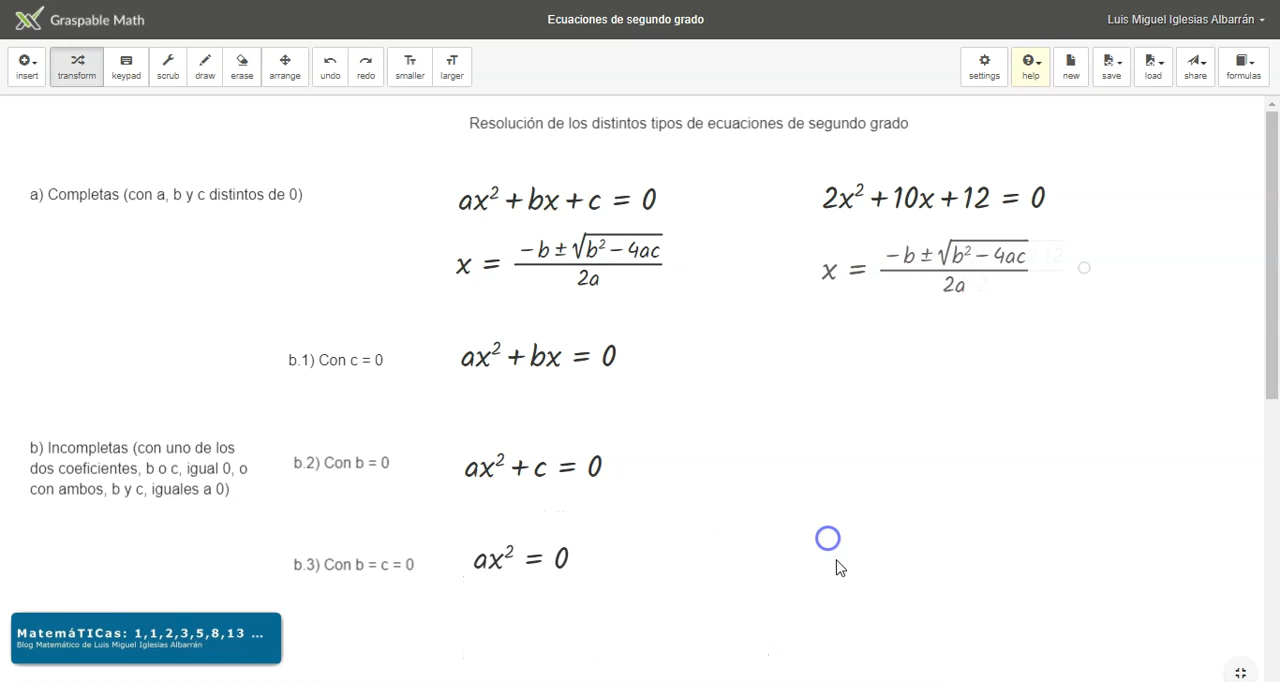 Graspable Math
Ecuaciones de segundo grado
Luis Miguel Iglesias Albarrán
insert
transform
keypad
scrub
draw
erase
arrange
undo
redo
smaller
larger
settings
help
new
save
load
share
formulas
Resolución de los distintos tipos de ecuaciones de segundo grado
a) Completas (con a, b y c distintos de 0)
ax² + bx + c = 0
2x² + 10x + 12 = 0
x = (−b ± √(b² − 4ac)) / 2a
x = (−b ± √(b² − 4ac)) / 2a
b.1) Con c = 0
ax² + bx = 0
b) Incompletas (con uno de los
dos coeficientes, b o c, igual 0, o
con ambos, b y c, iguales a 0)
b.2) Con b = 0
ax² + c = 0
b.3) Con b = c = 0
ax² = 0
MatemáTICas: 1,1,2,3,5,8,13 ...
Blog Matemático de Luis Miguel Iglesias Albarrán